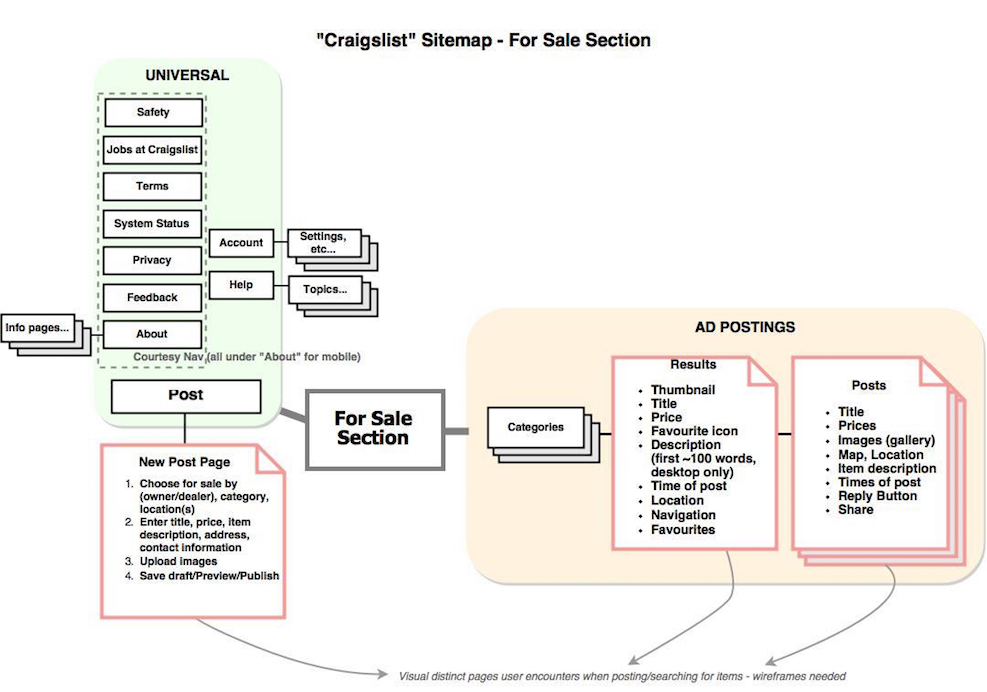 "Craigslist" Sitemap - For Sale Section
UNIVERSAL
Safety
Jobs at Craigslist
Terms
System Status
Privacy
Feedback
About
Account
Settings,
etc...
Help
Topics...
Info pages...
Courtesy Nav (all under "About" for mobile)
Post
New Post Page
1. Choose for sale by
(owner/dealer), category,
location(s)
2. Enter title, price, item
description, address,
contact information
3. Upload images
4. Save draft/Preview/Publish
For Sale
Section
AD POSTINGS
Categories
Results
• Thumbnail
• Title
• Price
• Favourite icon
• Description
(first ~100 words,
desktop only)
• Time of post
• Location
• Navigation
• Favourites
Posts
• Title
• Prices
• Images (gallery)
• Map, Location
• Item description
• Times of post
• Reply Button
• Share
Visual distinct pages user encounters when posting/searching for items - wireframes needed